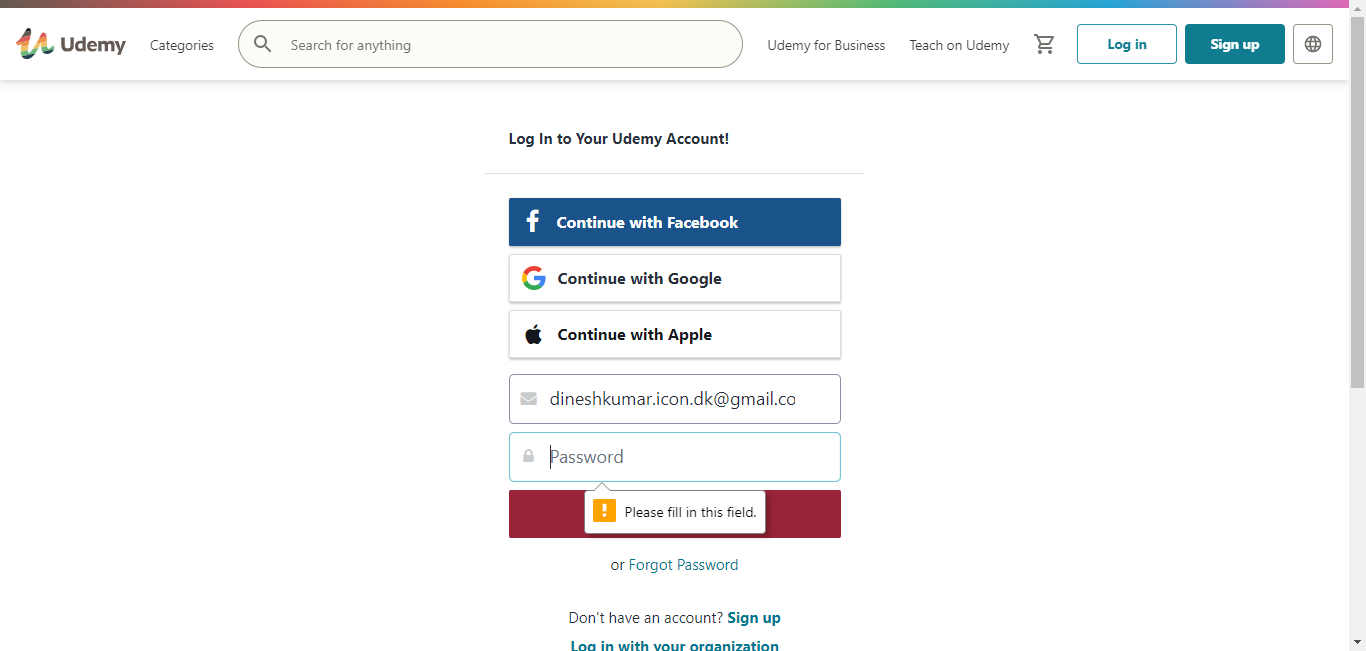 Udemy
Categories
Search for anything
Udemy for Business
Teach on Udemy
Log in
Sign up
Log In to Your Udemy Account!
Continue with Facebook
Continue with Google
Continue with Apple
dineshkumar.icon.dk@gmail.co
Password
! Please fill in this field.
or Forgot Password
Don't have an account? Sign up
Log in with your organization